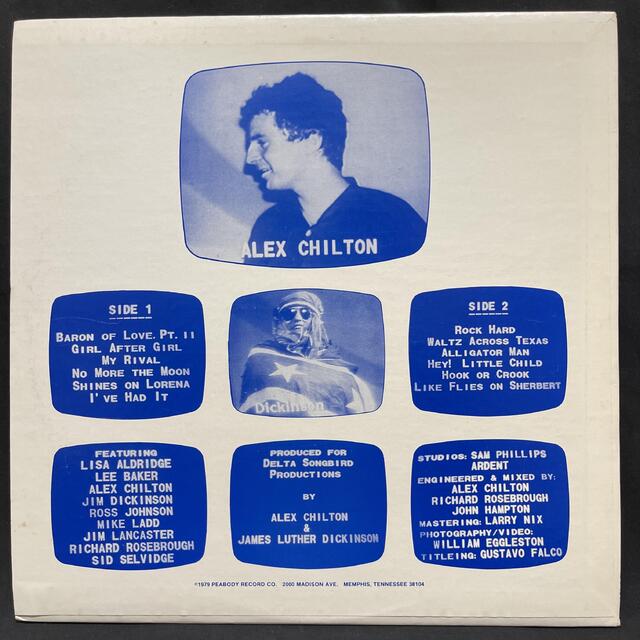 ALEX CHILTON
SIDE 1
BARON OF LOVE, PT. II
GIRL AFTER GIRL
MY RIVAL
NO MORE THE MOON
SHINES ON LORENA
I'VE HAD IT
Dickinson
SIDE 2
ROCK HARD
WALTZ ACROSS TEXAS
ALLIGATOR MAN
HEY! LITTLE CHILD
HOOK OR CROOK
LIKE FLIES ON SHERBERT
FEATURING
LISA ALDRIDGE
LEE BAKER
ALEX CHILTON
JIM DICKINSON
ROSS JOHNSON
MIKE LADD
JIM LANCASTER
RICHARD ROSEBROUGH
SID SELVIDGE
PRODUCED FOR
DELTA SONGBIRD
PRODUCTIONS
BY
ALEX CHILTON
&
JAMES LUTHER DICKINSON
STUDIOS: SAM PHILLIPS
ARDENT
ENGINEERED & MIXED BY:
ALEX CHILTON
RICHARD ROSEBROUGH
JOHN HAMPTON
MASTERING: LARRY NIX
PHOTOGRAPHY/VIDEO:
WILLIAM EGGLESTON
TITLEING: GUSTAVO FALCO
©1979 PEABODY RECORD CO. 2000 MADISON AVE. MEMPHIS, TENNESSEE 38104